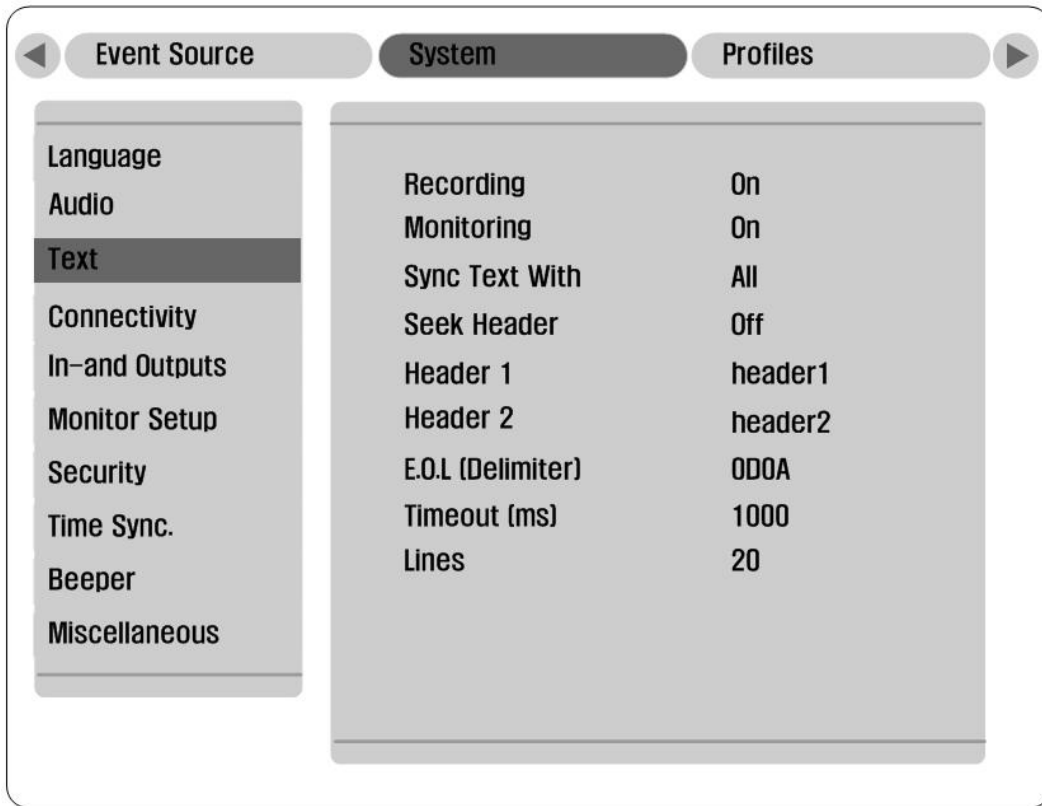 Event Source System Profiles
Language
Audio
Text
Connectivity
In-and Outputs
Monitor Setup
Security
Time Sync.
Beeper
Miscellaneous
Recording On
Monitoring On
Sync Text With All
Seek Header Off
Header 1 header1
Header 2 header2
E.O.L (Delimiter) 0D0A
Timeout (ms) 1000
Lines 20